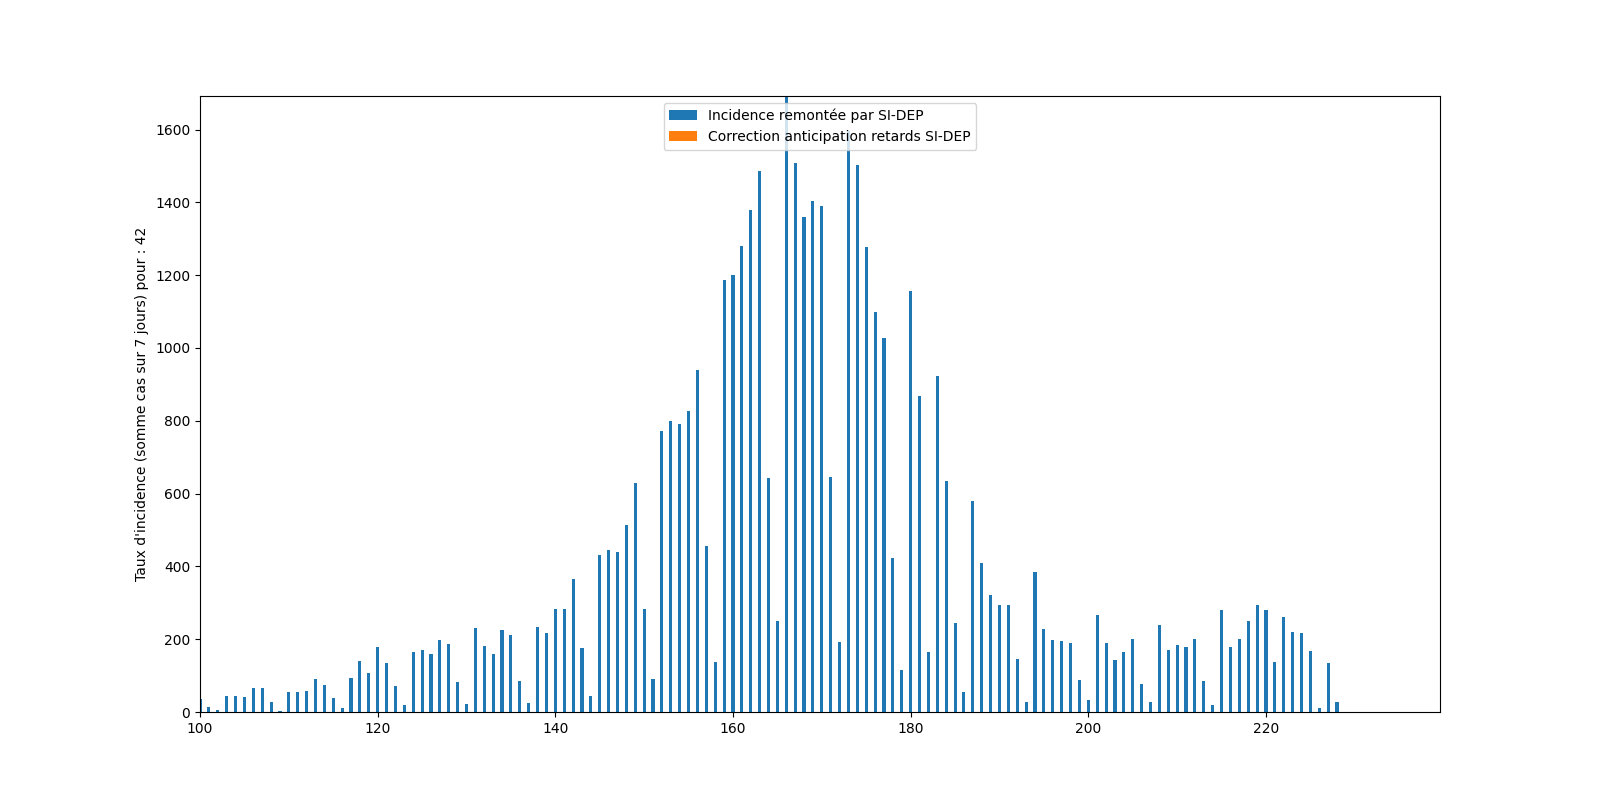 Incidence remontée par SI-DEP
Correction anticipation retards SI-DEP
Taux d'incidence (somme cas sur 7 jours) pour : 42
1600
1400
1200
1000
800
600
400
200
0
100 120 140 160 180 200 220